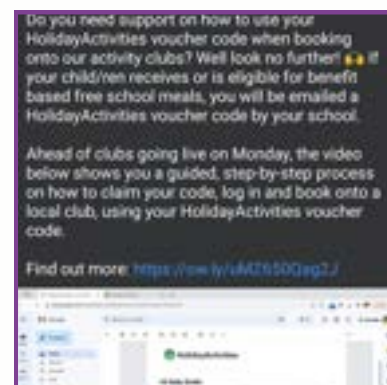 Do you need support on how to use your
HolidayActivities voucher code when booking
onto our activity clubs? Well look no further! 🙌 If
your child/ren receives or is eligible for benefit
based free school meals, you will be emailed a
HolidayActivities voucher code by your school.
Ahead of clubs going live on Monday, the video
below shows you a guided, step-by-step process
on how to claim your code, log in and book onto a
local club, using your HolidayActivities voucher
code.
Find out more:
HolidayActivities